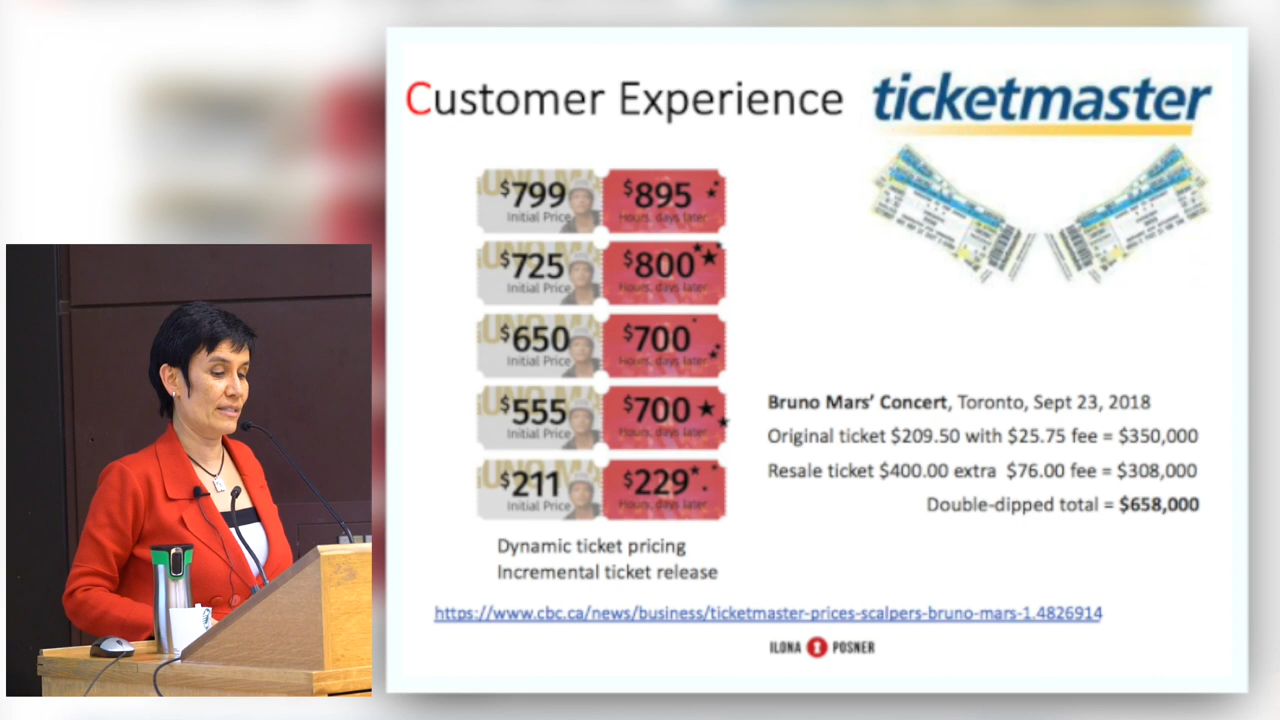 Customer Experience
ticketmaster
$799 $895
Initial Price Hours, days later
$725 $800
Initial Price Hours, days later
$650 $700
Initial Price Hours, days later
$555 $700
Initial Price Hours, days later
$211 $229
Initial Price Hours, days later
Dynamic ticket pricing
Incremental ticket release
Bruno Mars’ Concert, Toronto, Sept 23, 2018
Original ticket $209.50 with $25.75 fee = $350,000
Resale ticket $400.00 extra $76.00 fee = $308,000
Double-dipped total = $658,000
https://www.cbc.ca/news/business/ticketmaster-prices-scalpers-bruno-mars-1.4826914
ILONA POSNER